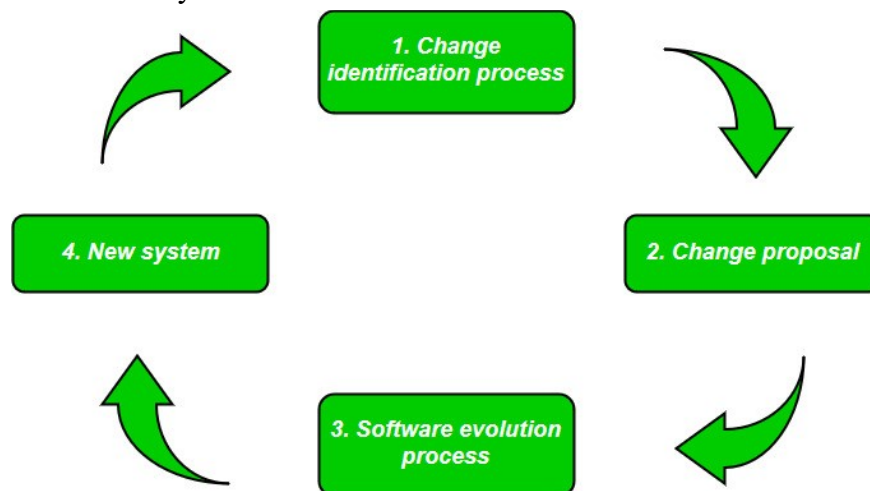 1. Change
identification process
4. New system
2. Change proposal
3. Software evolution
process